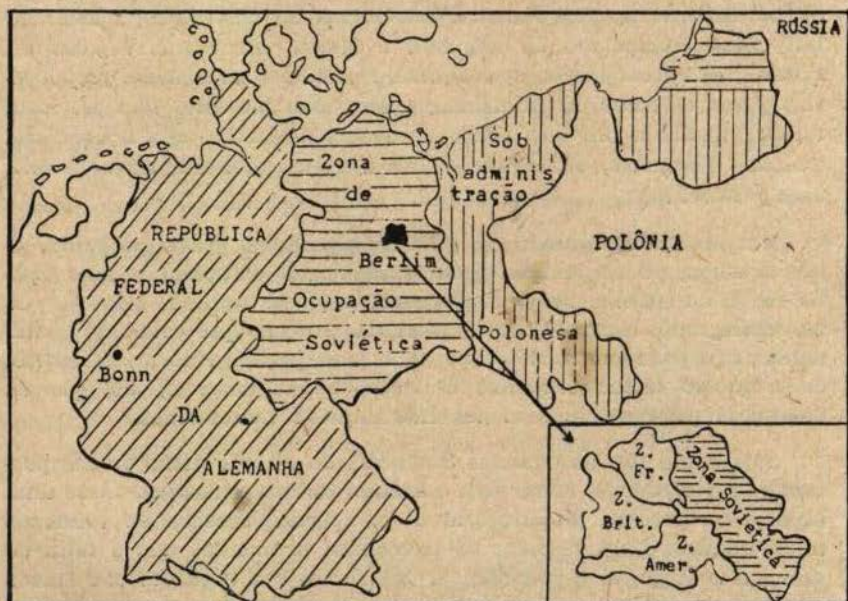 RÚSSIA
Zona
de
Berlim
Ocupação
Soviética
Sob
adminis
tração
Polonesa
POLÔNIA
REPÚBLICA
FEDERAL
Bonn
DA
ALEMANHA
Z.
Fr.
Z.
Brit.
Z.
Amer.
Zona Soviética